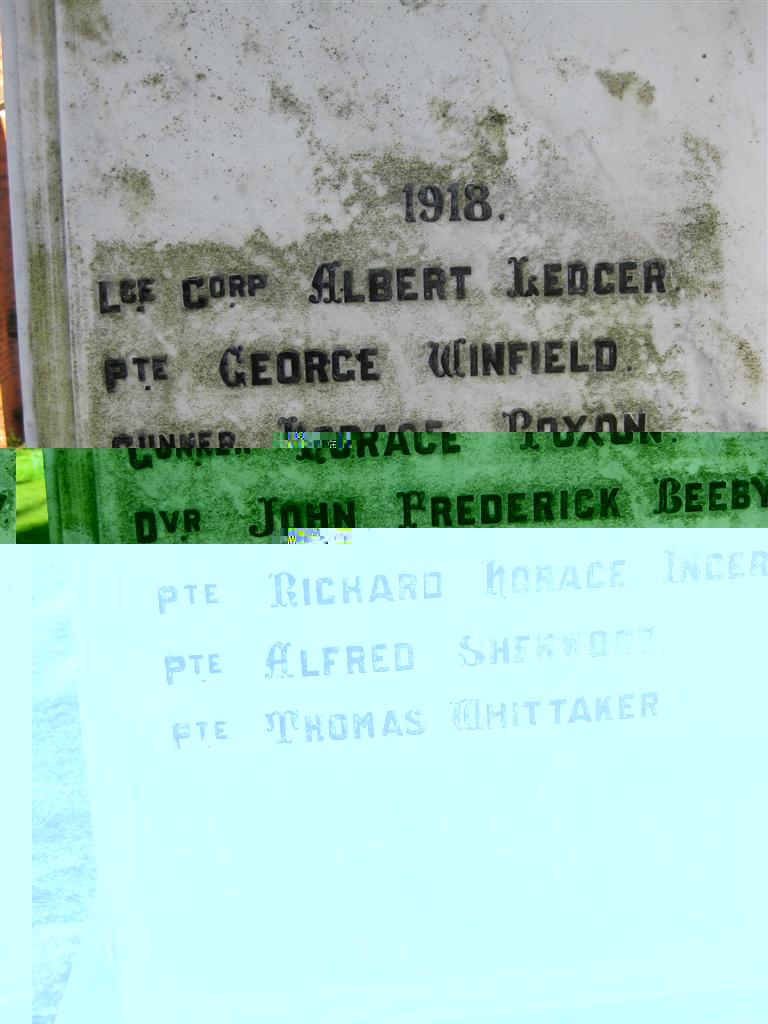 1918.
LCE CORP ALBERT LEDGER.
PTE GEORGE WINFIELD.
GUNNER HORACE POXON.
DVR JOHN FREDERICK BEEBY
PTE RICHARD HORACE INGER
PTE ALFRED SHERWOOD.
PTE THOMAS WHITTAKER